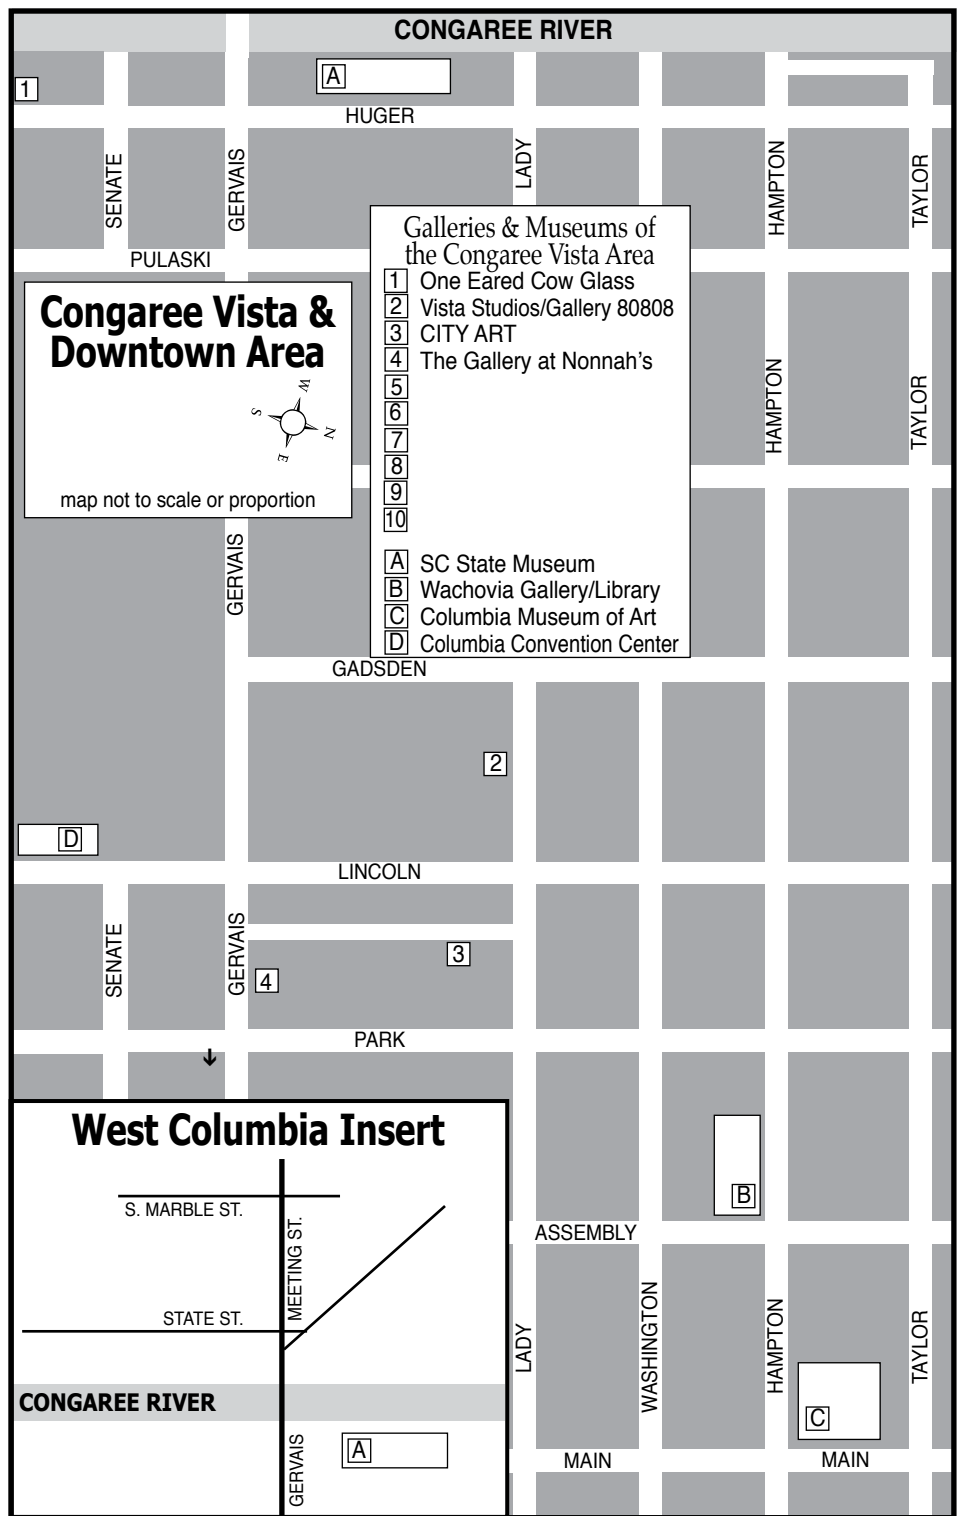 CONGAREE RIVER
1
A
HUGER
SENATE
GERVAIS
LADY
HAMPTON
TAYLOR
PULASKI
Galleries & Museums of
the Congaree Vista Area
1 One Eared Cow Glass
2 Vista Studios/Gallery 80808
3 CITY ART
4 The Gallery at Nonnah's
5
6
7
8
9
10
A SC State Museum
B Wachovia Gallery/Library
C Columbia Museum of Art
D Columbia Convention Center
Congaree Vista &
Downtown Area
W
S
N
E
map not to scale or proportion
HAMPTON
TAYLOR
GERVAIS
GADSDEN
2
D
LINCOLN
SENATE
GERVAIS
3
4
PARK
West Columbia Insert
S. MARBLE ST.
MEETING ST.
STATE ST.
CONGAREE RIVER
GERVAIS
A
B
ASSEMBLY
LADY
WASHINGTON
HAMPTON
TAYLOR
C
MAIN
MAIN